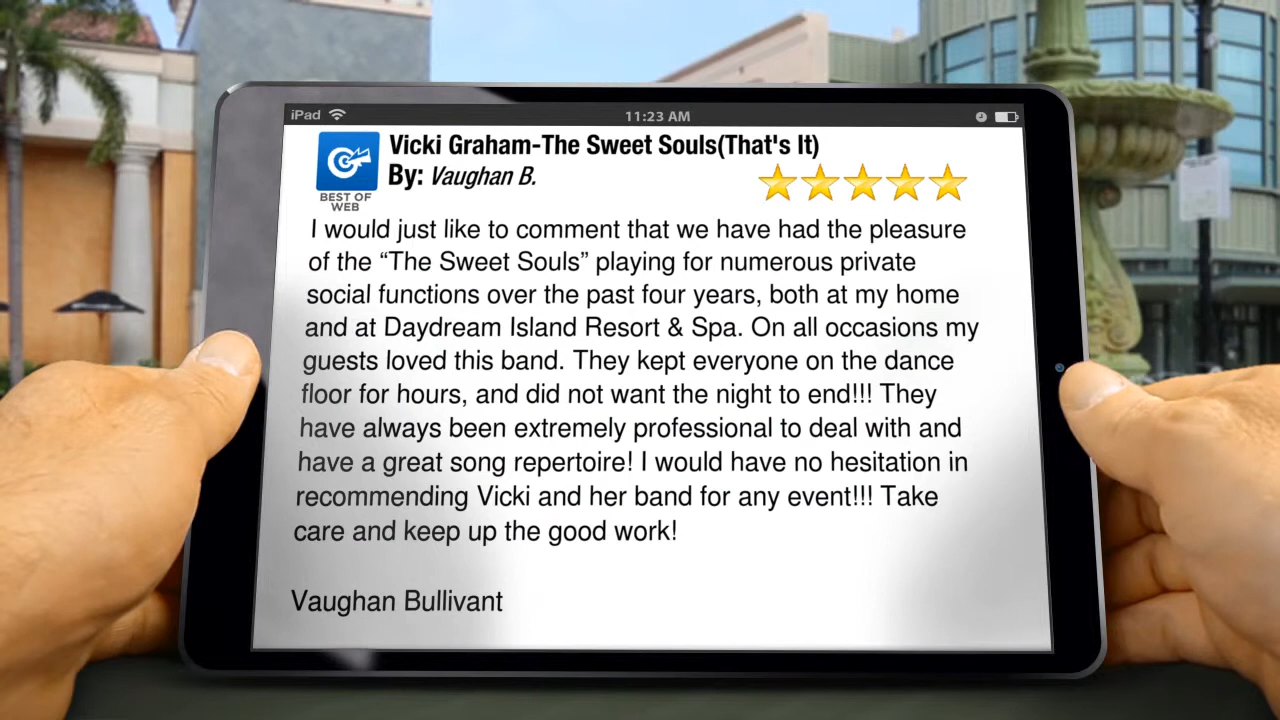 iPad
11:23 AM
Vicki Graham-The Sweet Souls(That's It)
By: Vaughan B.
BEST OF
WEB
I would just like to comment that we have had the pleasure
of the “The Sweet Souls” playing for numerous private
social functions over the past four years, both at my home
and at Daydream Island Resort & Spa. On all occasions my
guests loved this band. They kept everyone on the dance
floor for hours, and did not want the night to end!!! They
have always been extremely professional to deal with and
have a great song repertoire! I would have no hesitation in
recommending Vicki and her band for any event!!! Take
care and keep up the good work!
Vaughan Bullivant